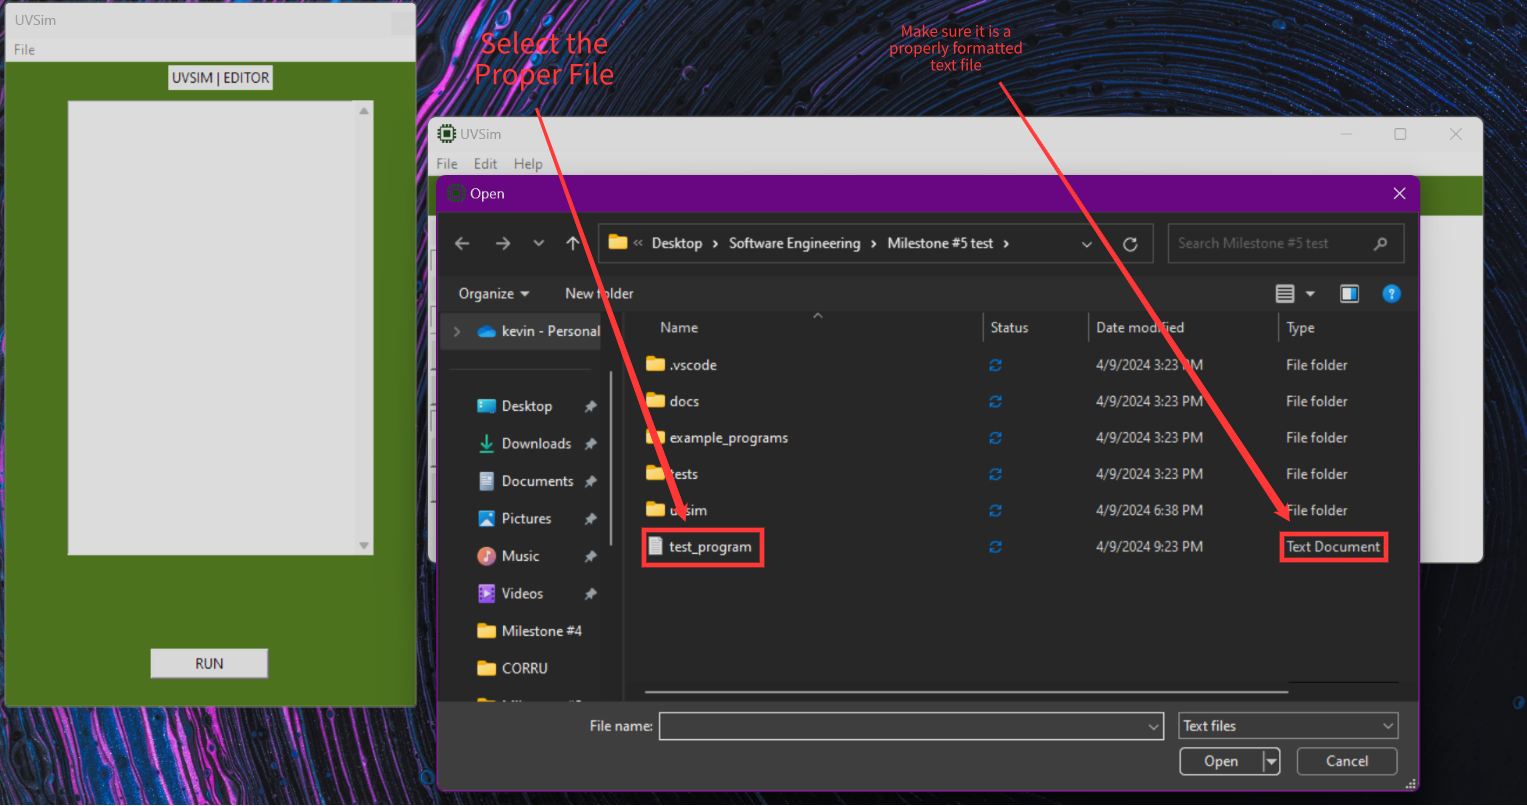 UVSim
File
UVSIM | EDITOR
RUN
Select the
Proper File
Make sure it is a
properly formatted
text file
UVSim
File Edit Help
Open
« Desktop › Software Engineering › Milestone #5 test ›
Search Milestone #5 test
Organize
New folder
?
kevin - Personal
Desktop
Downloads
Documents
Pictures
Music
Videos
Milestone #4
CORRU
Name Status Date modified Type
.vscode 4/9/2024 3:23 PM File folder
docs 4/9/2024 3:23 PM File folder
example_programs 4/9/2024 3:23 PM File folder
tests 4/9/2024 3:23 PM File folder
uvsim 4/9/2024 6:38 PM File folder
test_program 4/9/2024 9:23 PM Text Document
File name:
Text files
Open
Cancel